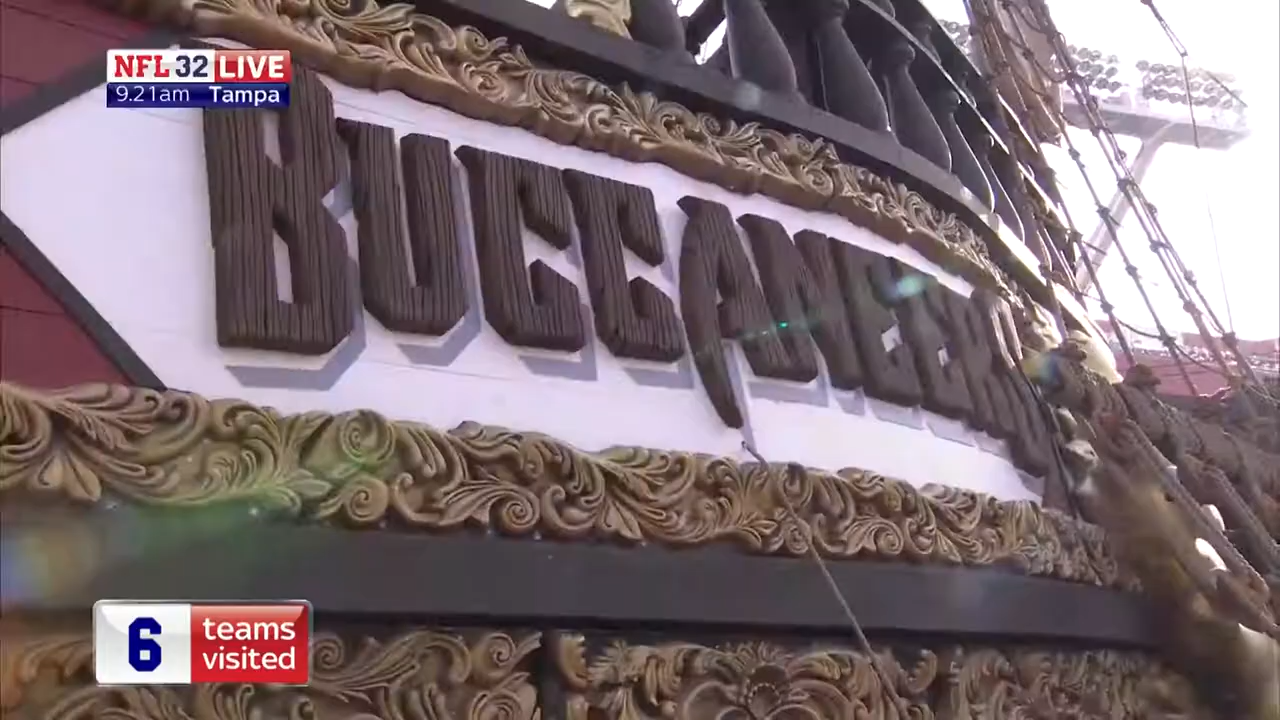 NFL 32 LIVE
9.21am Tampa
BUCCANEERS
6 teams
visited